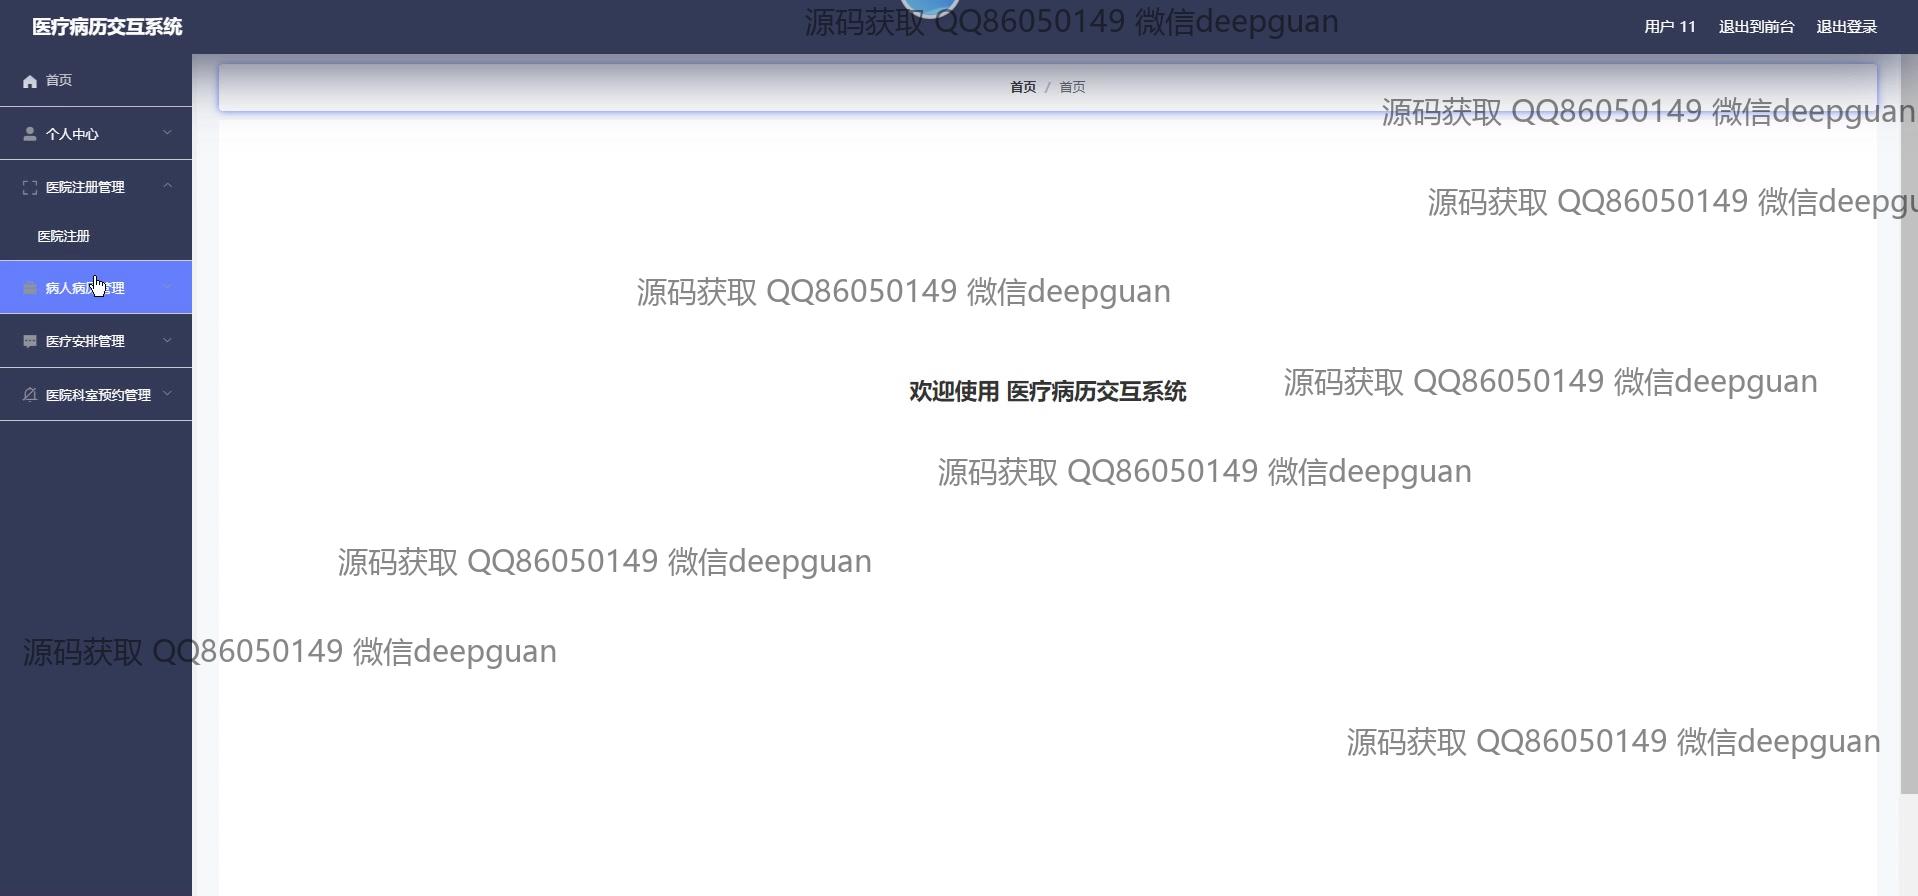 医疗病历交互系统
源码获取 QQ86050149 微信deepguan
用户 11 退出到前台 退出登录
首页
首页 / 首页
源码获取 QQ86050149 微信deepguan
个人中心
医院注册管理
源码获取 QQ86050149 微信deepgu
医院注册
病人病历管理
源码获取 QQ86050149 微信deepguan
医疗安排管理
欢迎使用 医疗病历交互系统
源码获取 QQ86050149 微信deepguan
医院科室预约管理
源码获取 QQ86050149 微信deepguan
源码获取 QQ86050149 微信deepguan
源码获取 QQ86050149 微信deepguan
源码获取 QQ86050149 微信deepguan